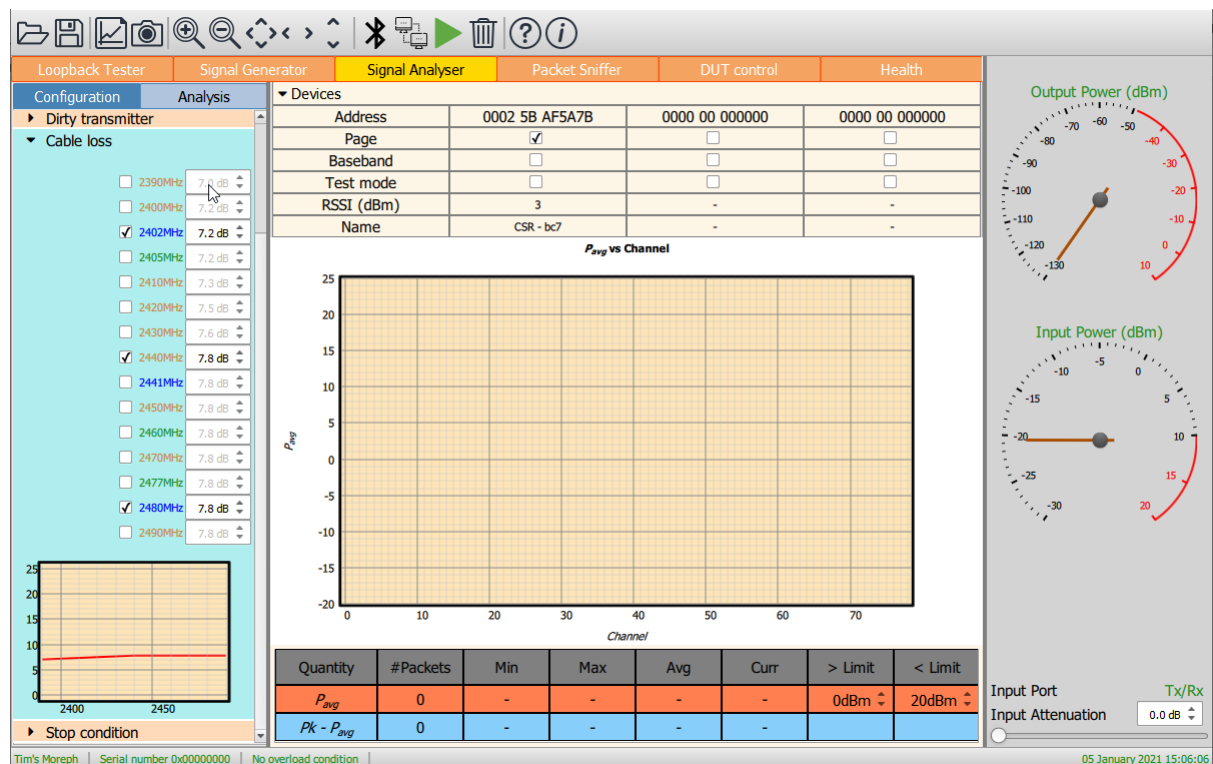 Loopback Tester Signal Generator Signal Analyser Packet Sniffer DUT control Health
Configuration Analysis
Dirty transmitter
Cable loss
2390MHz 7.0 dB
2400MHz 7.2 dB
2402MHz 7.2 dB
2405MHz 7.2 dB
2410MHz 7.3 dB
2420MHz 7.5 dB
2430MHz 7.6 dB
2440MHz 7.8 dB
2441MHz 7.8 dB
2450MHz 7.8 dB
2460MHz 7.8 dB
2470MHz 7.8 dB
2477MHz 7.8 dB
2480MHz 7.8 dB
2490MHz 7.8 dB
25
20
15
10
5
0
2400 2450
Stop condition
Devices
Address 0002 5B AF5A7B 0000 00 000000 0000 00 000000
Page
Baseband
Test mode
RSSI (dBm) 3 - -
Name CSR - bc7 - -
Pavg vs Channel
25
20
15
10
5
0
-5
-10
-15
-20
Pavg
0 10 20 30 40 50 60 70
Channel
Quantity #Packets Min Max Avg Curr > Limit < Limit
Pavg 0 - - - - 0dBm 20dBm
Pk - Pavg 0 - - - -
Output Power (dBm)
-130
-120
-110
-100
-90
-80
-70
-60
-50
-40
-30
-20
-10
0
10
Input Power (dBm)
-30
-25
-20
-15
-10
-5
0
5
10
15
20
Input Port Tx/Rx
Input Attenuation 0.0 dB
Tim's Moreph Serial number 0x00000000 No overload condition 05 January 2021 15:06:06